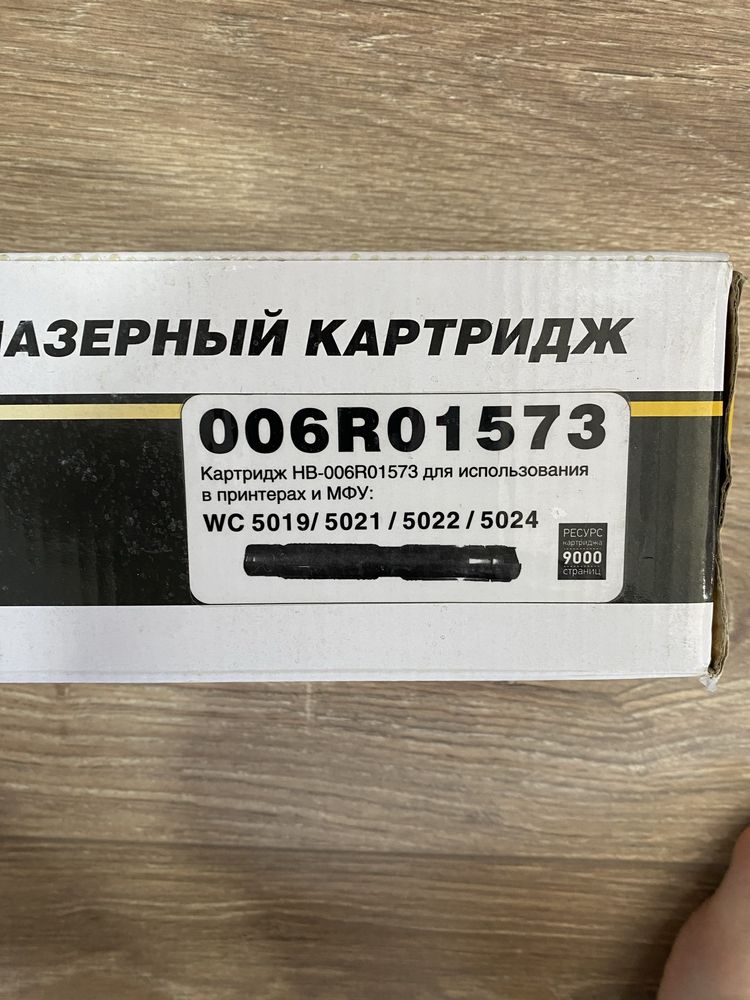 ЛАЗЕРНЫЙ КАРТРИДЖ
006R01573
Картридж HB-006R01573 для использования
в принтерах и МФУ:
WC 5019/ 5021 / 5022 / 5024
РЕСУРС
картриджа
9000
страниц